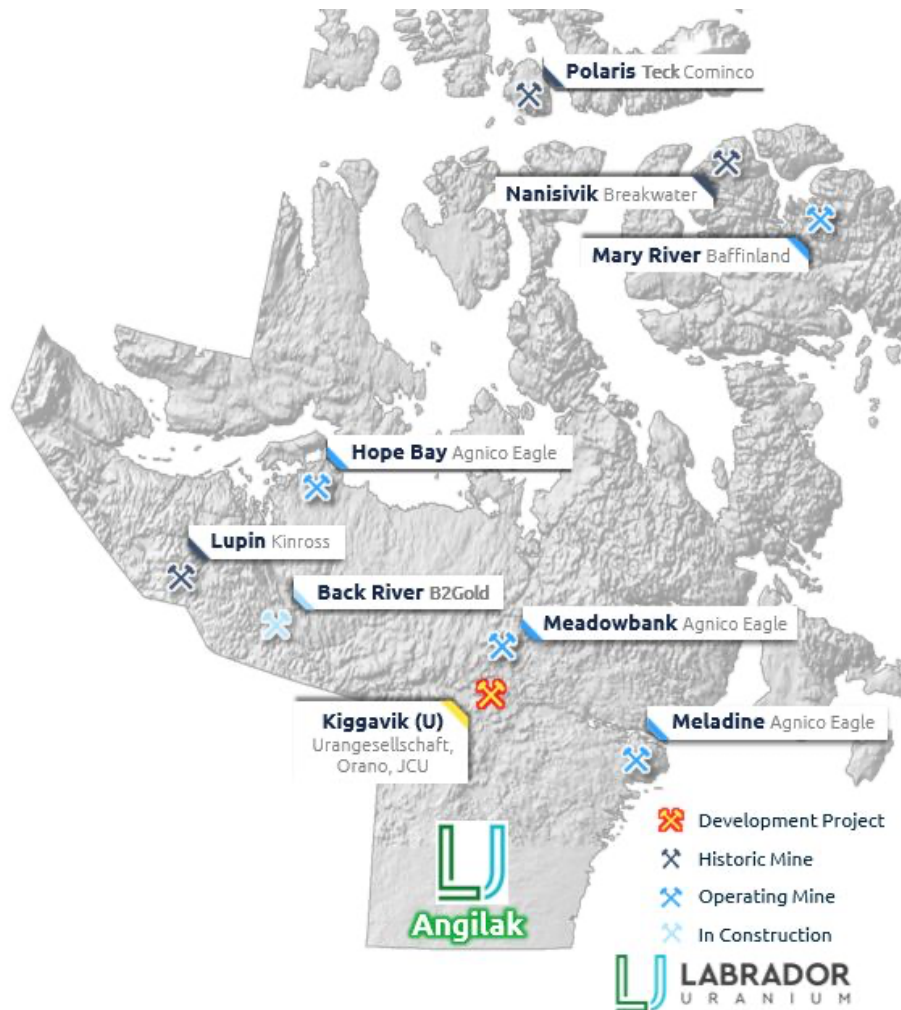 Polaris Teck Cominco
Nanisivik Breakwater
Mary River Baffinland
Hope Bay Agnico Eagle
Lupin Kinross
Back River B2Gold
Meadowbank Agnico Eagle
Kiggavik (U)
Urangesellschaft,
Orano, JCU
Meladine Agnico Eagle
Angilak
Development Project
Historic Mine
Operating Mine
In Construction
LABRADOR
URANIUM